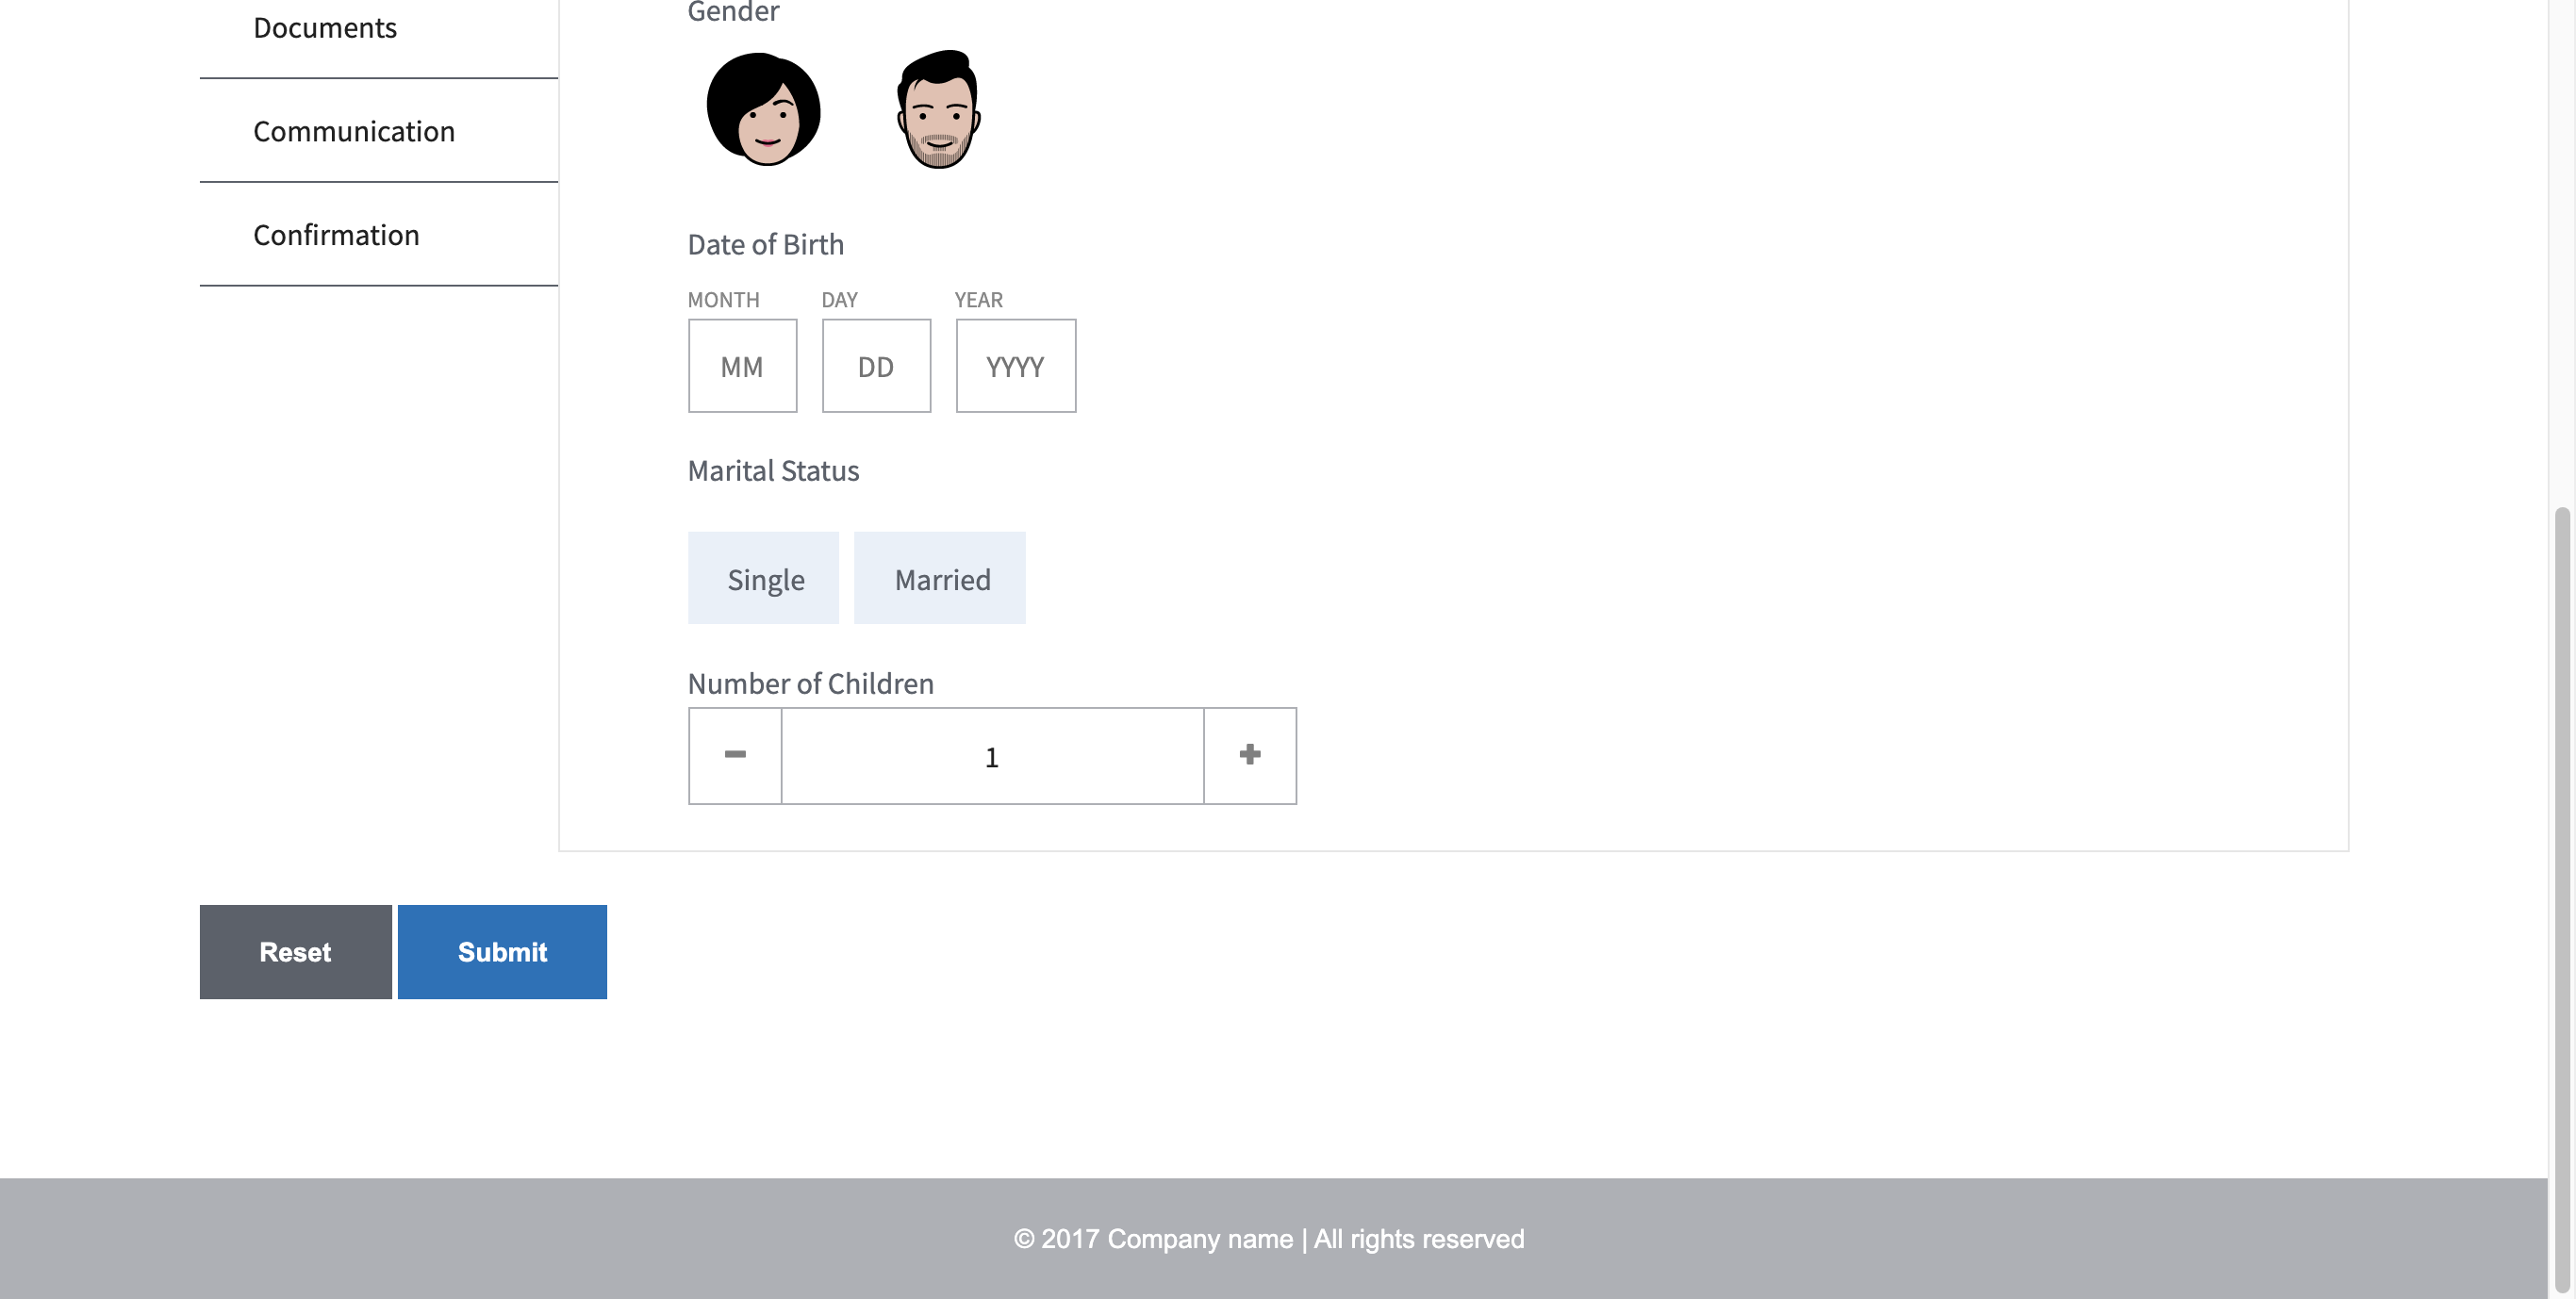 Documents
Communication
Confirmation
Gender
Date of Birth
MONTH DAY YEAR
MM DD YYYY
Marital Status
Single Married
Number of Children
1
Reset Submit
© 2017 Company name | All rights reserved